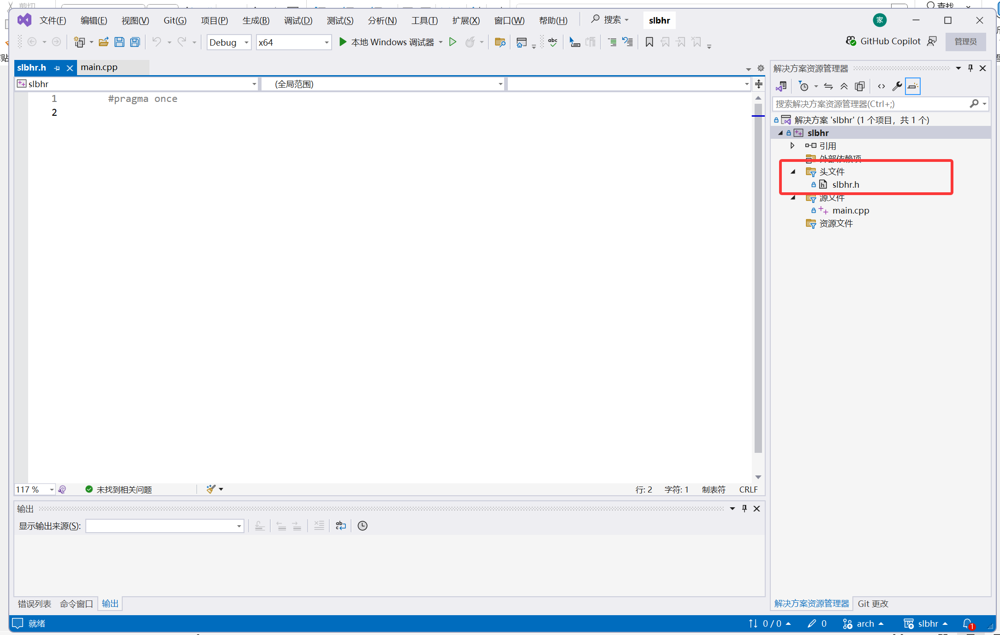 剪切
查找
文件(F) 编辑(E) 视图(V) Git(G) 项目(P) 生成(B) 调试(D) 测试(S) 分析(N) 工具(T) 扩展(X) 窗口(W) 帮助(H) 搜索 slbhr 家
Debug x64 本地 Windows 调试器 abc GitHub Copilot 管理员
slbhr.h main.cpp
slbhr (全局范围)
1 #pragma once
2
117 % 未找到相关问题 行: 2 字符: 1 制表符 CRLF
输出
显示输出来源(S):
错误列表 命令窗口 输出
解决方案资源管理器
搜索解决方案资源管理器(Ctrl+;)
解决方案 'slbhr' (1 个项目，共 1 个)
slbhr
引用
外部依赖项
头文件
slbhr.h
源文件
main.cpp
资源文件
解决方案资源管理器 Git 更改
就绪 0 / 0 0 arch slbhr 1